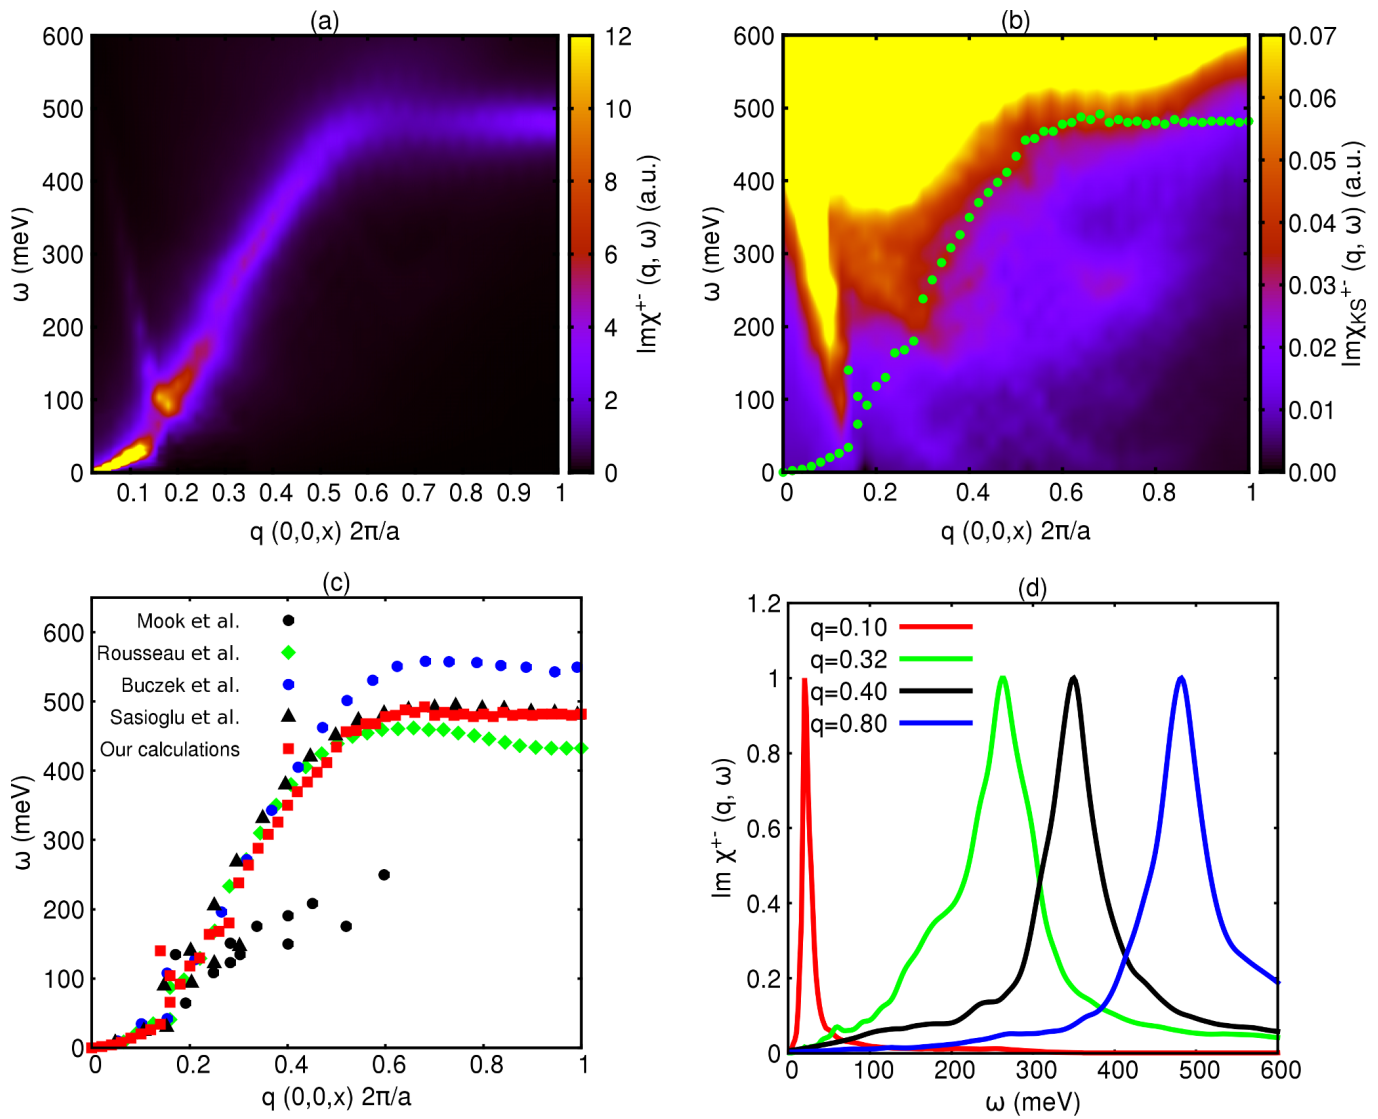 (a)
600
500
400
300
200
100
0
ω (meV)
0.1 0.2 0.3 0.4 0.5 0.6 0.7 0.8 0.9 1
q (0,0,x) 2π/a
12
10
8
6
4
2
0
Imχ⁺⁻ (q, ω) (a.u.)
(b)
600
500
400
300
200
100
0
ω (meV)
0 0.2 0.4 0.6 0.8 1
q (0,0,x) 2π/a
0.07
0.06
0.05
0.04
0.03
0.02
0.01
0.00
ImχKS⁺⁻ (q, ω) (a.u.)
(c)
600
500
400
300
200
100
0
ω (meV)
Mook et al.
Rousseau et al.
Buczek et al.
Sasioglu et al.
Our calculations
0 0.2 0.4 0.6 0.8 1
q (0,0,x) 2π/a
(d)
1.2
1
0.8
0.6
0.4
0.2
0
Im χ⁺⁻ (q, ω)
q=0.10
q=0.32
q=0.40
q=0.80
0 100 200 300 400 500 600
ω (meV)